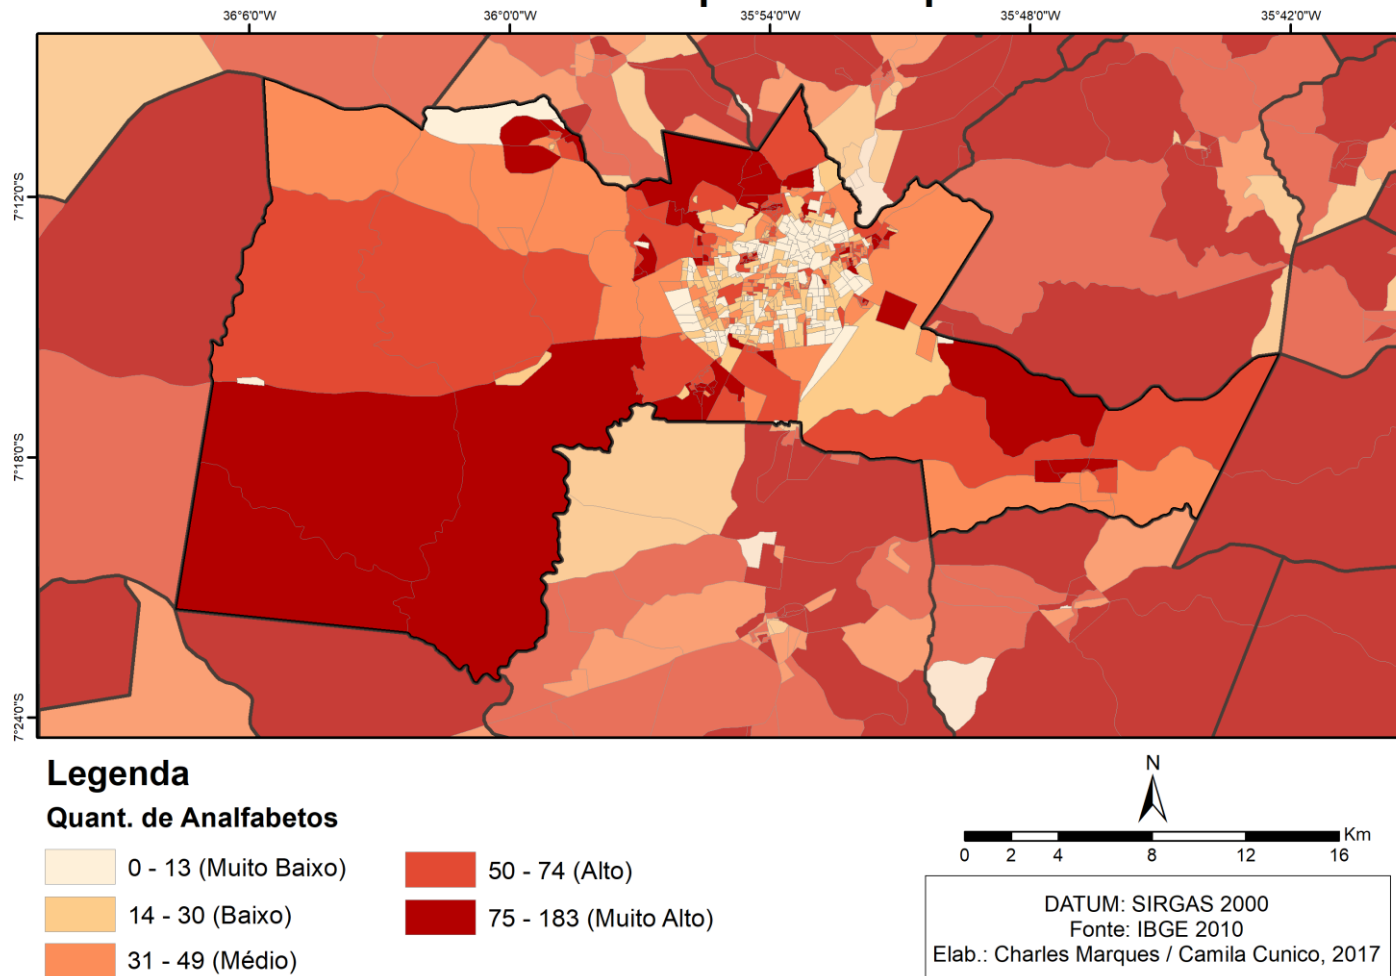 36°6'0"W
36°0'0"W
35°54'0"W
35°48'0"W
35°42'0"W
7°12'0"S
7°18'0"S
7°24'0"S
Legenda
Quant. de Analfabetos
0 - 13 (Muito Baixo)
14 - 30 (Baixo)
31 - 49 (Médio)
50 - 74 (Alto)
75 - 183 (Muito Alto)
N
Km
0 2 4 8 12 16
DATUM: SIRGAS 2000
Fonte: IBGE 2010
Elab.: Charles Marques / Camila Cunico, 2017